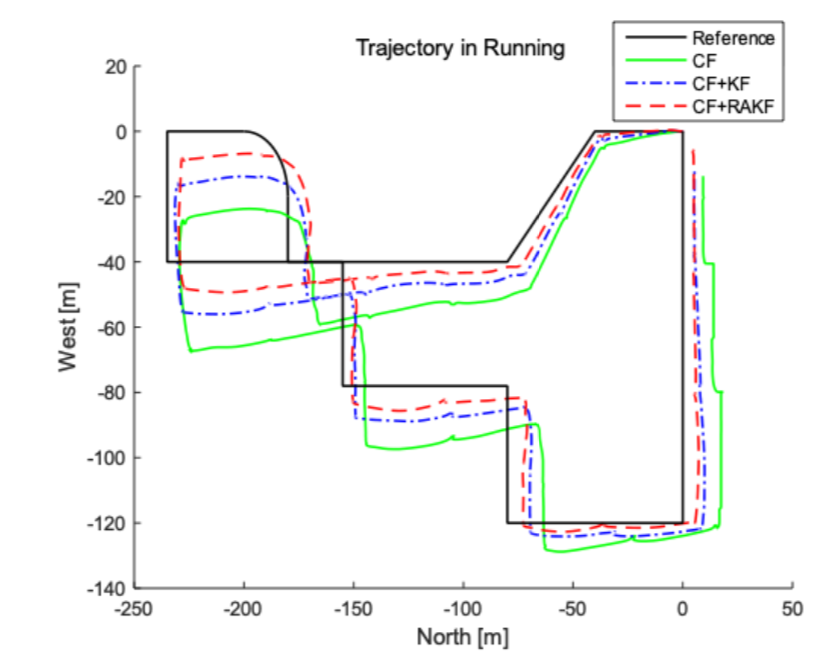 Trajectory in Running
Reference
CF
CF+KF
CF+RAKF
20
0
-20
-40
-60
-80
-100
-120
-140
West [m]
-250 -200 -150 -100 -50 0 50
North [m]